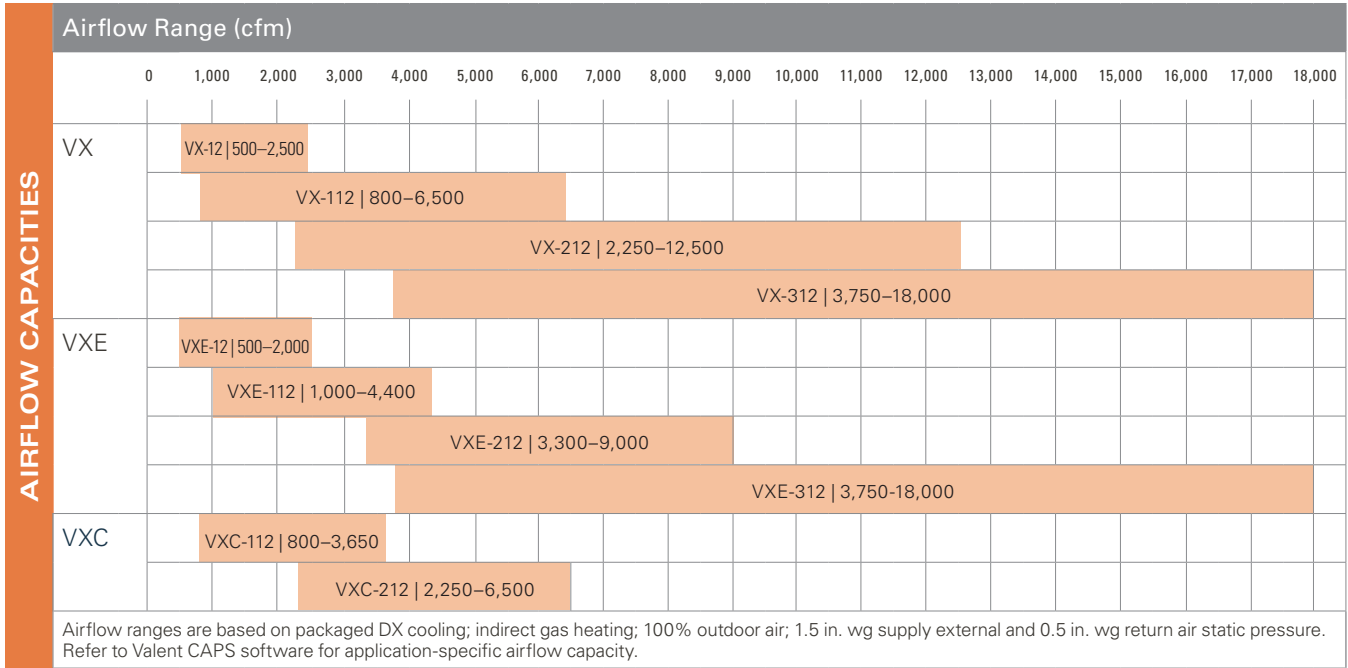 AIRFLOW CAPACITIES
Airflow Range (cfm)
0 1,000 2,000 3,000 4,000 5,000 6,000 7,000 8,000 9,000 10,000 11,000 12,000 13,000 14,000 15,000 16,000 17,000 18,000
VX
VX-12 | 500–2,500
VX-112 | 800–6,500
VX-212 | 2,250–12,500
VX-312 | 3,750–18,000
VXE
VXE-12 | 500–2,000
VXE-112 | 1,000–4,400
VXE-212 | 3,300–9,000
VXE-312 | 3,750-18,000
VXC
VXC-112 | 800–3,650
VXC-212 | 2,250–6,500
Airflow ranges are based on packaged DX cooling; indirect gas heating; 100% outdoor air; 1.5 in. wg supply external and 0.5 in. wg return air static pressure.
Refer to Valent CAPS software for application-specific airflow capacity.